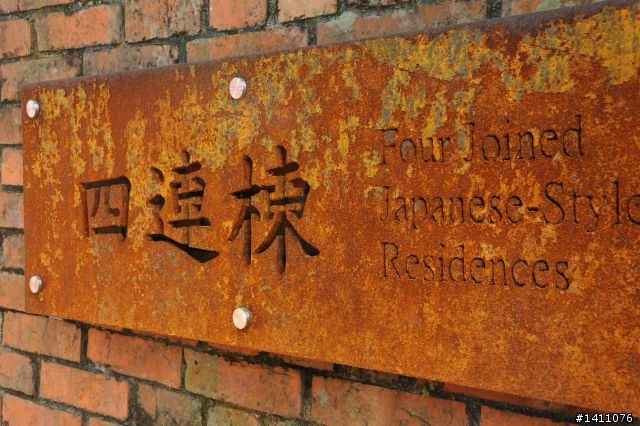 四連棟
Four Joined
Japanese-Style
Residences
#1411076